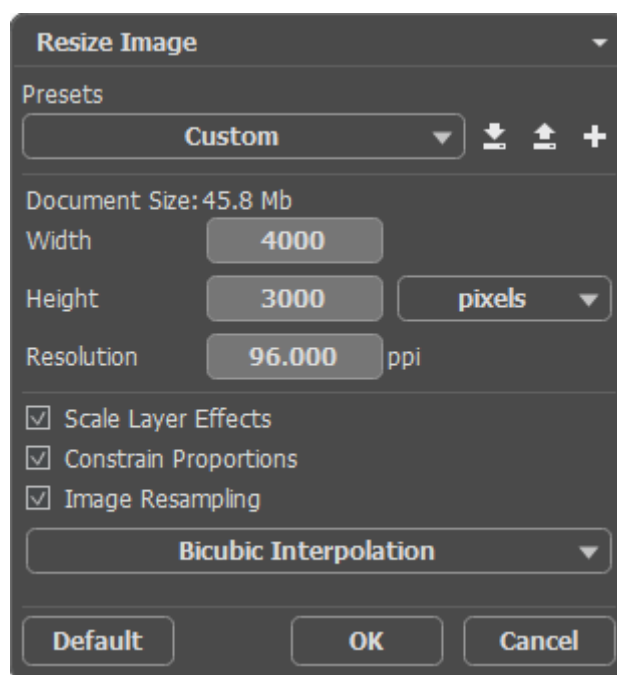 Resize Image
Presets
Custom
Document Size: 45.8 Mb
Width 4000
Height 3000 pixels
Resolution 96.000 ppi
Scale Layer Effects
Constrain Proportions
Image Resampling
Bicubic Interpolation
Default OK Cancel